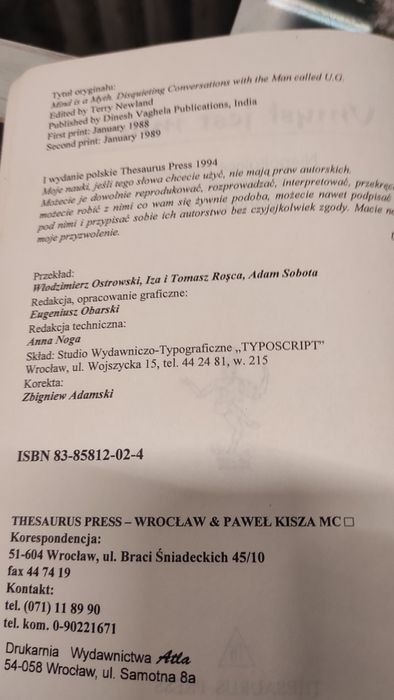 Tytuł oryginału:
Mind is a Myth. Disquieting Conversations with the Man called U.G.
Edited by Terry Newland
Published by Dinesh Vaghela Publications, India
First print: January 1988
Second print: January 1989
I wydanie polskie Thesaurus Press 1994
Moje nauki, jeśli tego słowa chcecie użyć, nie mają praw autorskich.
Możecie je dowolnie reprodukować, rozprowadzać, interpretować, przekręc
możecie robić z nimi co wam się żywnie podoba, możecie nawet podpisać
pod nimi i przypisać sobie ich autorstwo bez czyjejkolwiek zgody. Macie na
moje przyzwolenie.
Przekład:
Włodzimierz Ostrowski, Iza i Tomasz Rosca, Adam Sobota
Redakcja, opracowanie graficzne:
Eugeniusz Obarski
Redakcja techniczna:
Anna Noga
Skład: Studio Wydawniczo-Typograficzne „TYPOSCRIPT”
Wrocław, ul. Wojszycka 15, tel. 44 24 81, w. 215
Korekta:
Zbigniew Adamski
ISBN 83-85812-02-4
THESAURUS PRESS – WROCŁAW & PAWEŁ KISZA MC□
Korespondencja:
51-604 Wrocław, ul. Braci Śniadeckich 45/10
fax 44 74 19
Kontakt:
tel. (071) 11 89 90
tel. kom. 0-90221671
Drukarnia Wydawnictwa Atla
54-058 Wrocław, ul. Samotna 8a